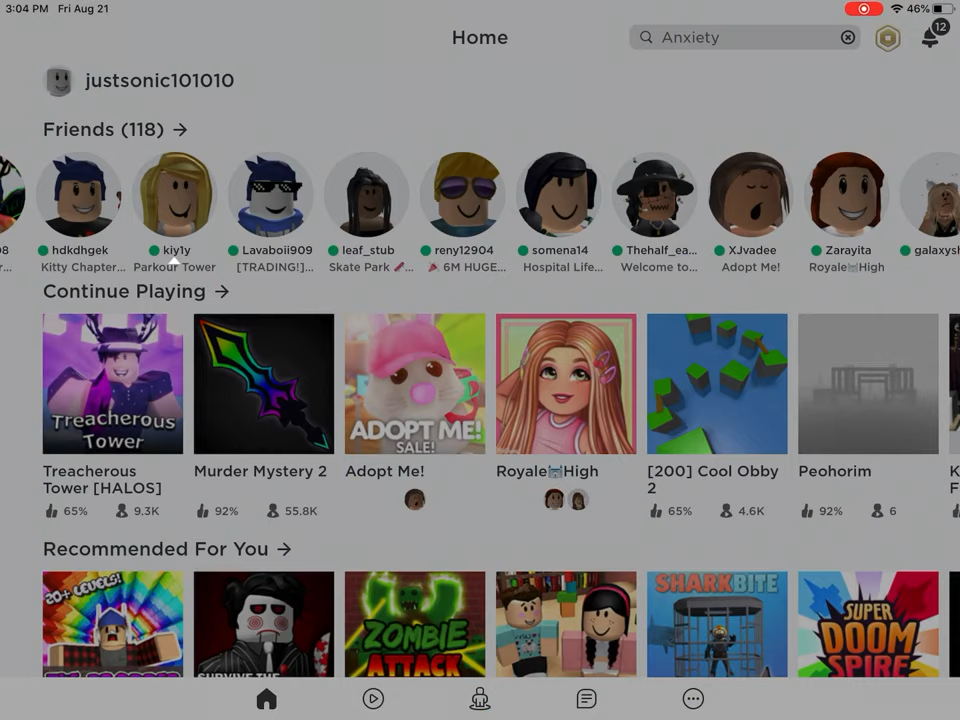 3:04 PM Fri Aug 21
46%
Home
Anxiety
12
justsonic101010
Friends (118)
hdkdhgek
kiy1y
Lavaboii909
leaf_stub
reny12904
somena14
Thehalf_ea...
XJvadee
Zarayita
Kitty Chapter...
Parkour Tower
[TRADING!]...
Skate Park
6M HUGE...
Hospital Life...
Welcome to...
Adopt Me!
Royale High
Continue Playing
Treacherous
Tower
ADOPT ME!
SALE!
Treacherous
Tower [HALOS]
Murder Mystery 2
Adopt Me!
Royale High
[200] Cool Obby
2
Peohorim
65% 9.3K
92% 55.8K
65% 4.6K
92% 6
Recommended For You
20+ LEVELS!
SURVIVE THE
ZOMBIE
ATTACK
SHARKBITE
SUPER
DOOM
SPIRE